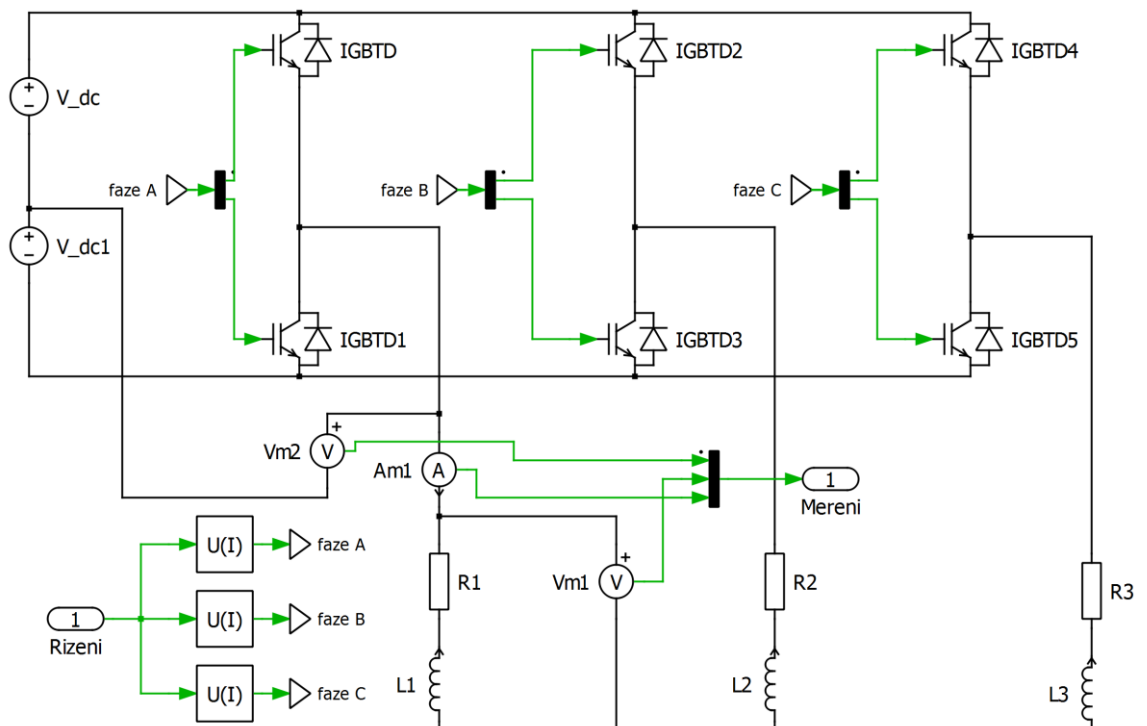 IGBTD
IGBTD2
IGBTD4
V_dc
faze A
faze B
faze C
V_dc1
IGBTD1
IGBTD3
IGBTD5
Vm2
V
Am1
A
1
Mereni
U(I)
faze A
R1
Vm1
V
R2
R3
1
Rizeni
U(I)
faze B
U(I)
faze C
L1
L2
L3